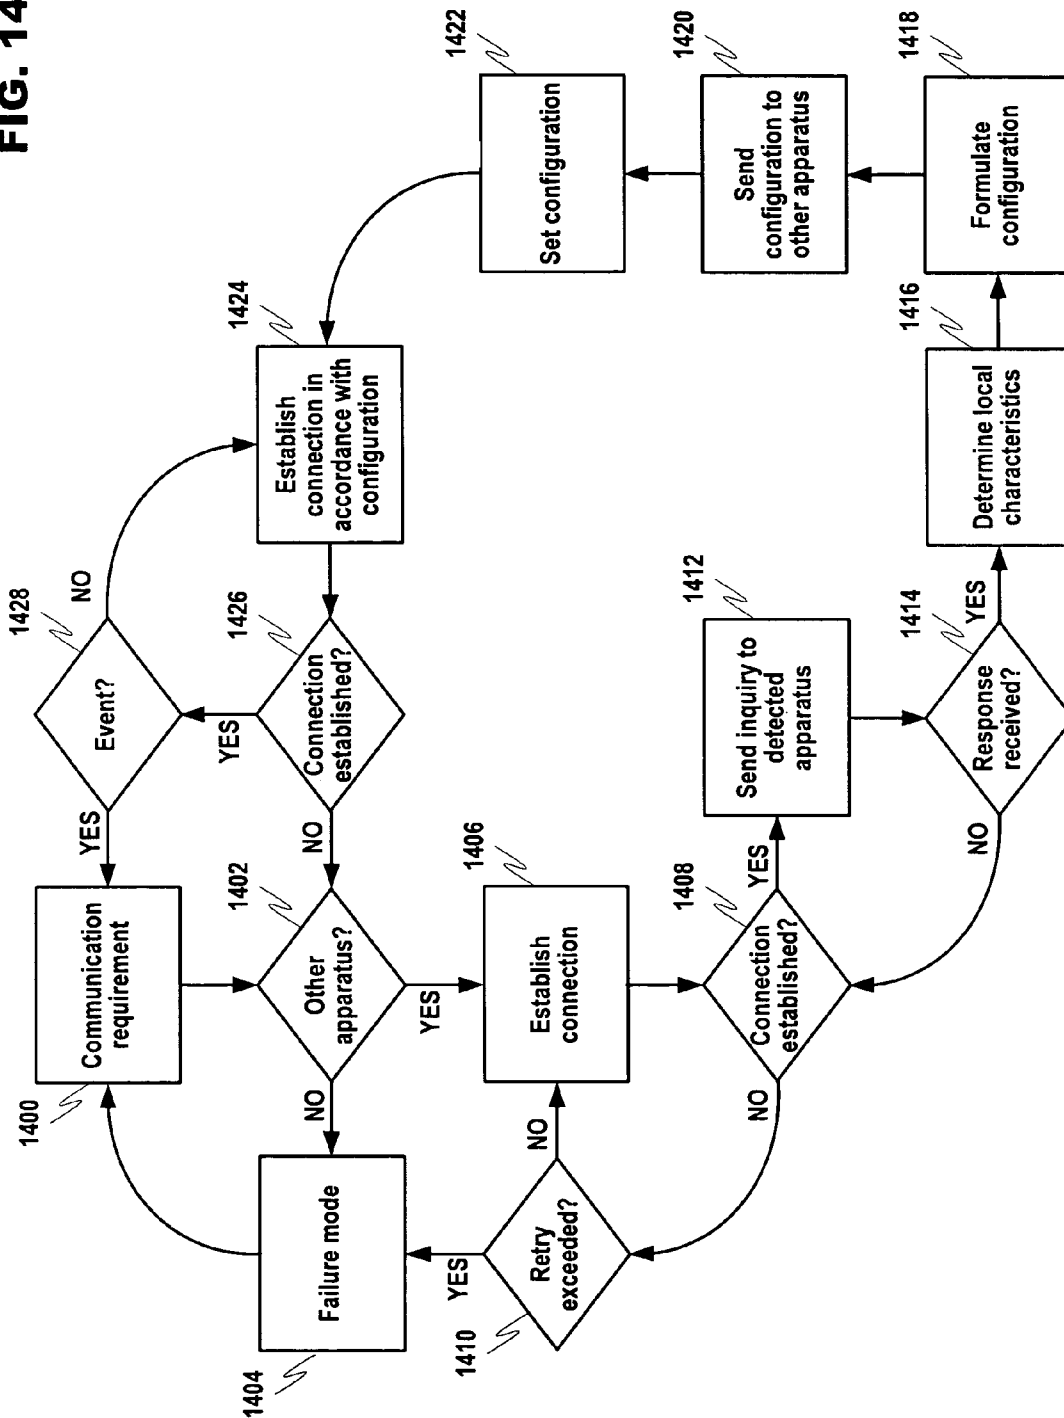 FIG. 14
1400
Communication
requirement
YES
Event?
1428
NO
1404
Failure mode
NO
Other
apparatus?
1402
NO
Connection
established?
1426
YES
Establish
connection in
accordance with
configuration
1424
YES
YES
1410
Retry
exceeded?
NO
Establish
connection
1406
Set configuration
1422
NO
Connection
established?
1408
YES
Send inquiry to
detected
apparatus
1412
Send
configuration to
other apparatus
1420
NO
Response
received?
1414
YES
Determine local
characteristics
1416
Formulate
configuration
1418